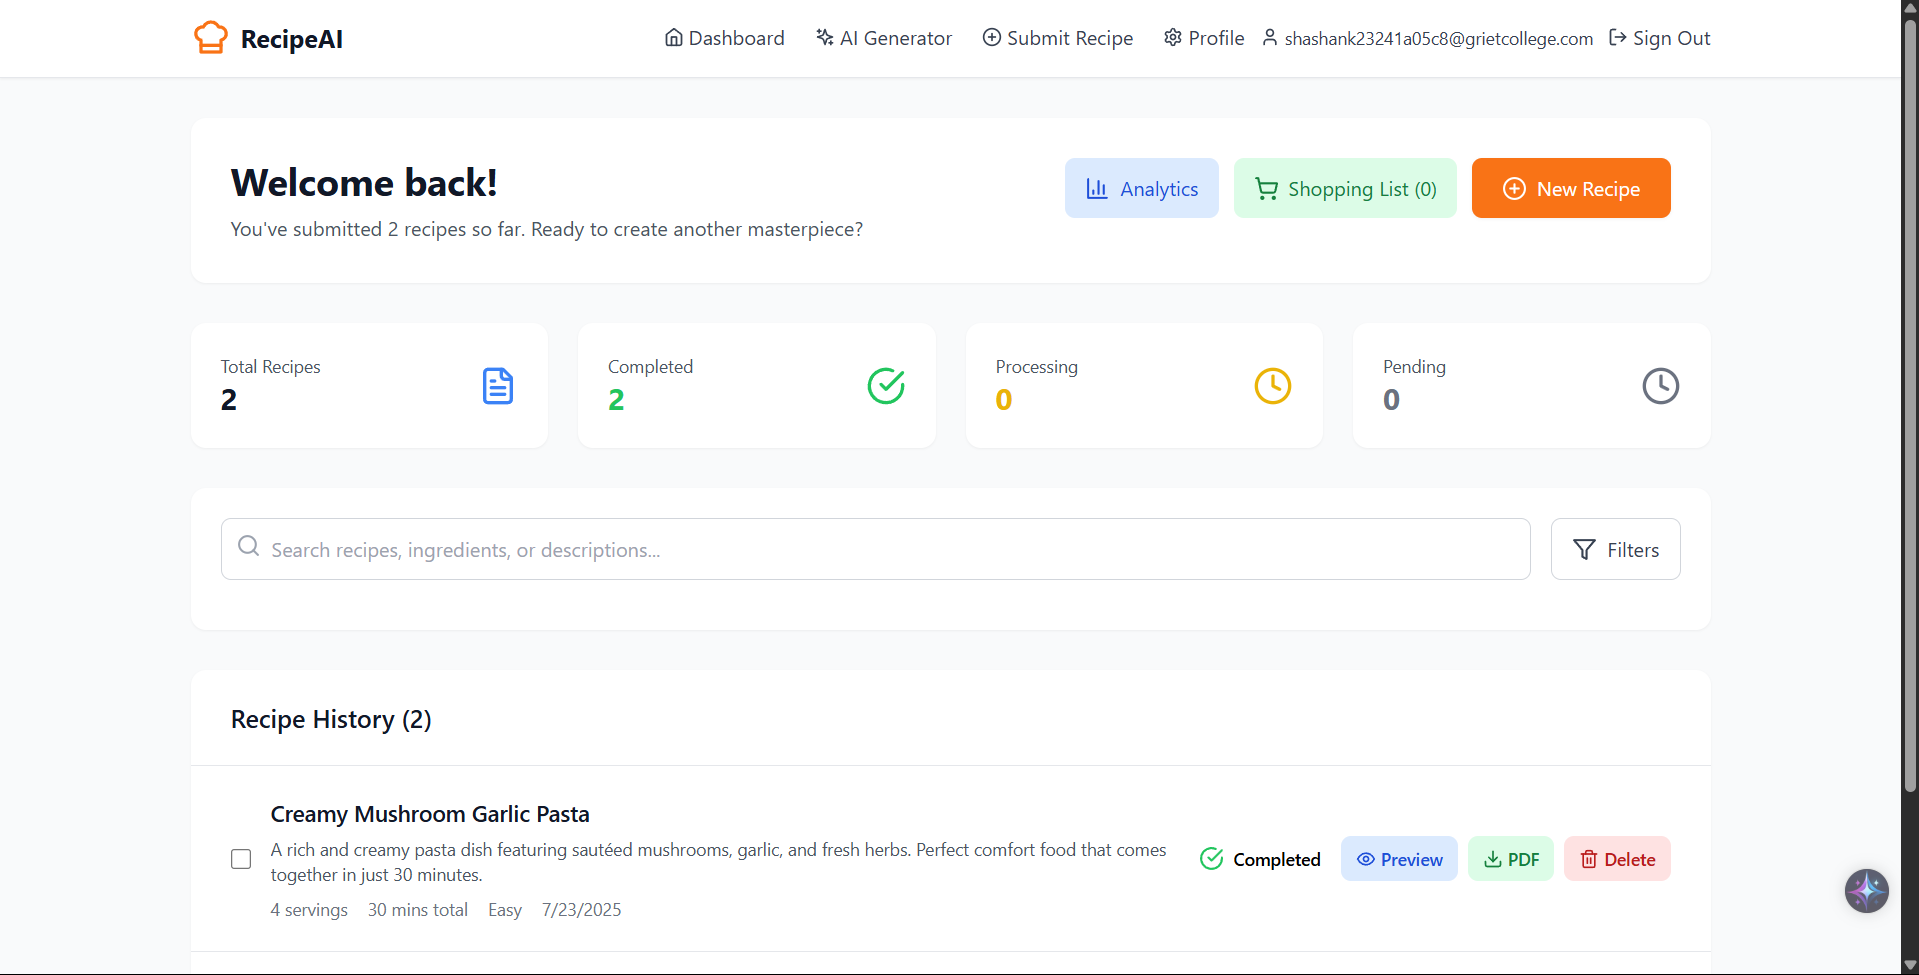 RecipeAI
Dashboard
AI Generator
Submit Recipe
Profile
shashank23241a05c8@grietcollege.com
Sign Out
Welcome back!
You've submitted 2 recipes so far. Ready to create another masterpiece?
Analytics
Shopping List (0)
New Recipe
Total Recipes
2
Completed
2
Processing
0
Pending
0
Search recipes, ingredients, or descriptions...
Filters
Recipe History (2)
Creamy Mushroom Garlic Pasta
A rich and creamy pasta dish featuring sautéed mushrooms, garlic, and fresh herbs. Perfect comfort food that comes
together in just 30 minutes.
4 servings 30 mins total Easy 7/23/2025
Completed
Preview
PDF
Delete